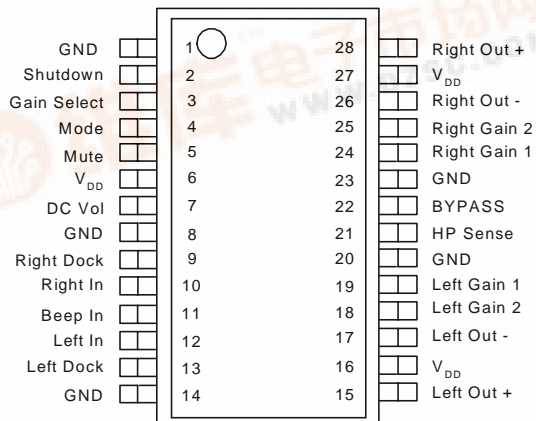 GND 1 28 Right Out +
Shutdown 2 27 VDD
Gain Select 3 26 Right Out -
Mode 4 25 Right Gain 2
Mute 5 24 Right Gain 1
VDD 6 23 GND
DC Vol 7 22 BYPASS
GND 8 21 HP Sense
Right Dock 9 20 GND
Right In 10 19 Left Gain 1
Beep In 11 18 Left Gain 2
Left In 12 17 Left Out -
Left Dock 13 16 VDD
GND 14 15 Left Out +